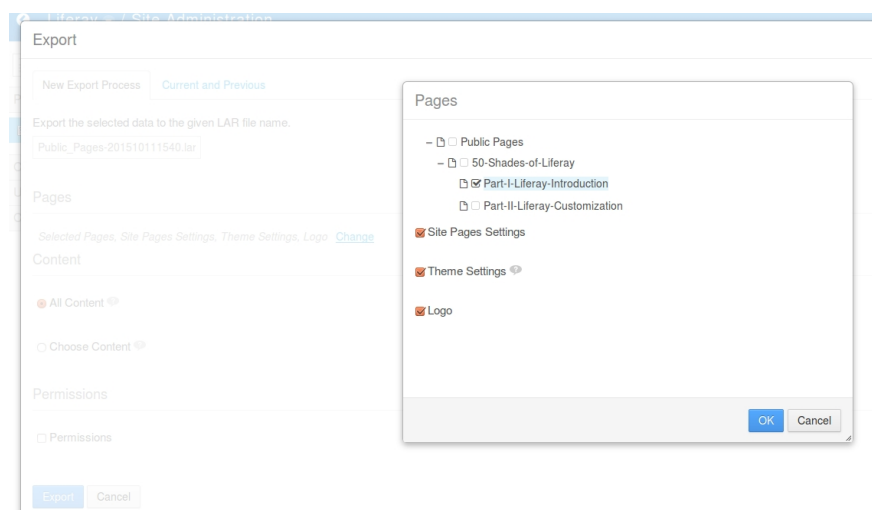 Liferay / Site Administration
Export
New Export Process Current and Previous
Export the selected data to the given LAR file name.
Public_Pages-201510111540.lar
Pages
Selected Pages, Site Pages Settings, Theme Settings, Logo Change
Content
All Content
Choose Content
Permissions
Permissions
Export Cancel
Pages
Public Pages
50-Shades-of-Liferay
Part-I-Liferay-Introduction
Part-II-Liferay-Customization
Site Pages Settings
Theme Settings
Logo
OK Cancel